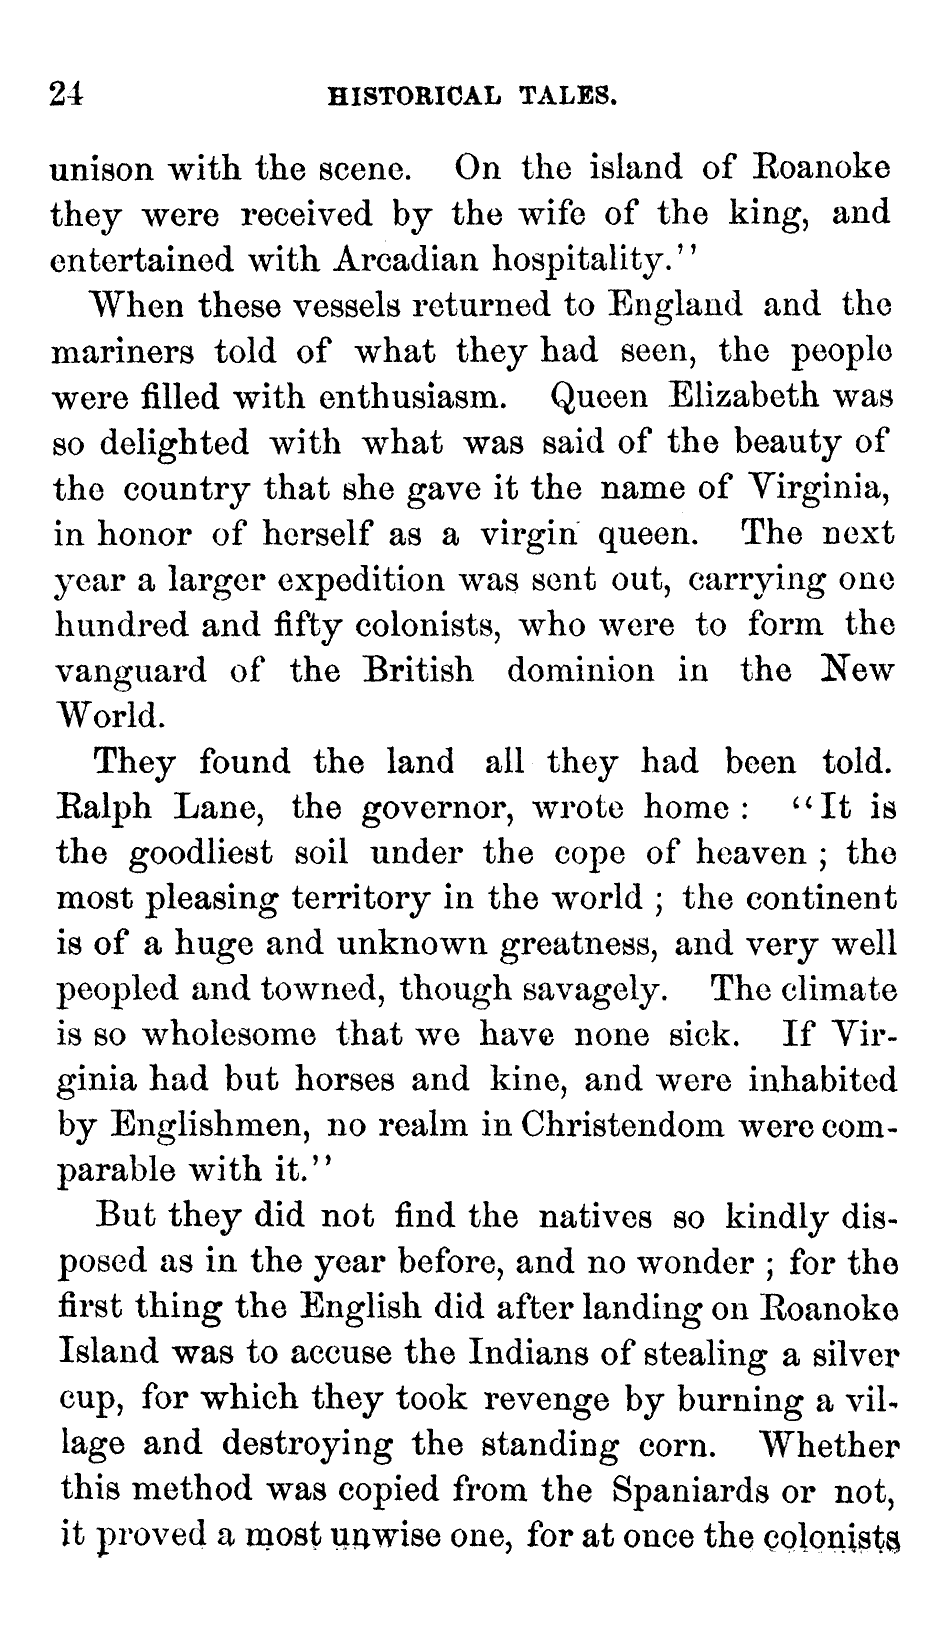 24 HISTORICAL TALES.
unison with the scene. On the island of Roanoke
they were received by the wife of the king, and
entertained with Arcadian hospitality.''
When these vessels returned to England and the
mariners told of what they had seen, the people
were filled with enthusiasm. Queen Elizabeth was
so delighted with what was said of the beauty of
the country that she gave it the name of Virginia,
in honor of herself as a virgin queen. The next
year a larger expedition was sent out, carrying one
hundred and fifty colonists, who were to form the
vanguard of the British dominion in the New
World.
They found the land all they had been told.
Ralph Lane, the governor, wrote home : ‘‘It is
the goodliest soil under the cope of heaven ; the
most pleasing territory in the world ; the continent
is of a huge and unknown greatness, and very well
peopled and towned, though savagely. The climate
is so wholesome that we have none sick. If Vir-
ginia had but horses and kine, and were inhabited
by Englishmen, no realm in Christendom were com-
parable with it.''
But they did not find the natives so kindly dis-
posed as in the year before, and no wonder ; for the
first thing the English did after landing on Roanoke
Island was to accuse the Indians of stealing a silver
cup, for which they took revenge by burning a vil-
lage and destroying the standing corn. Whether
this method was copied from the Spaniards or not,
it proved a most unwise one, for at once the colonists